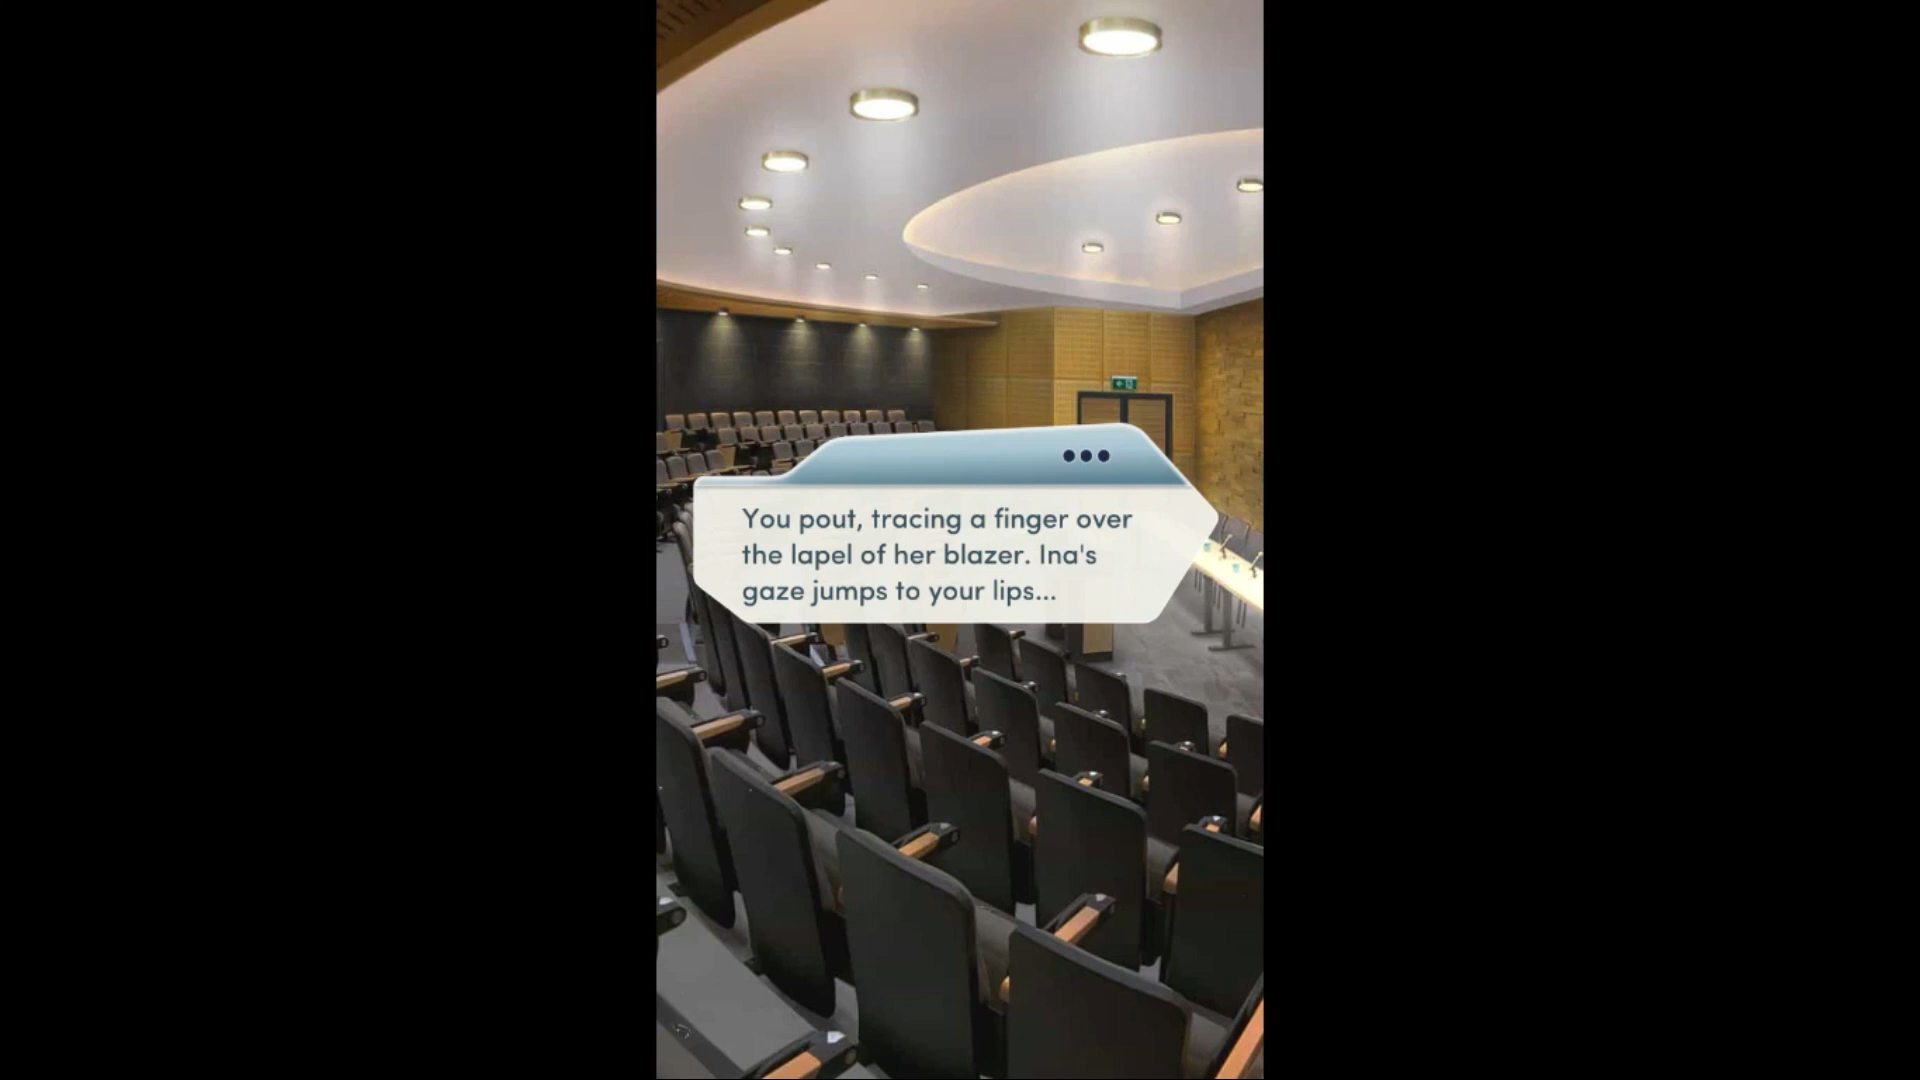 You pout, tracing a finger over
the lapel of her blazer. Ina's
gaze jumps to your lips...